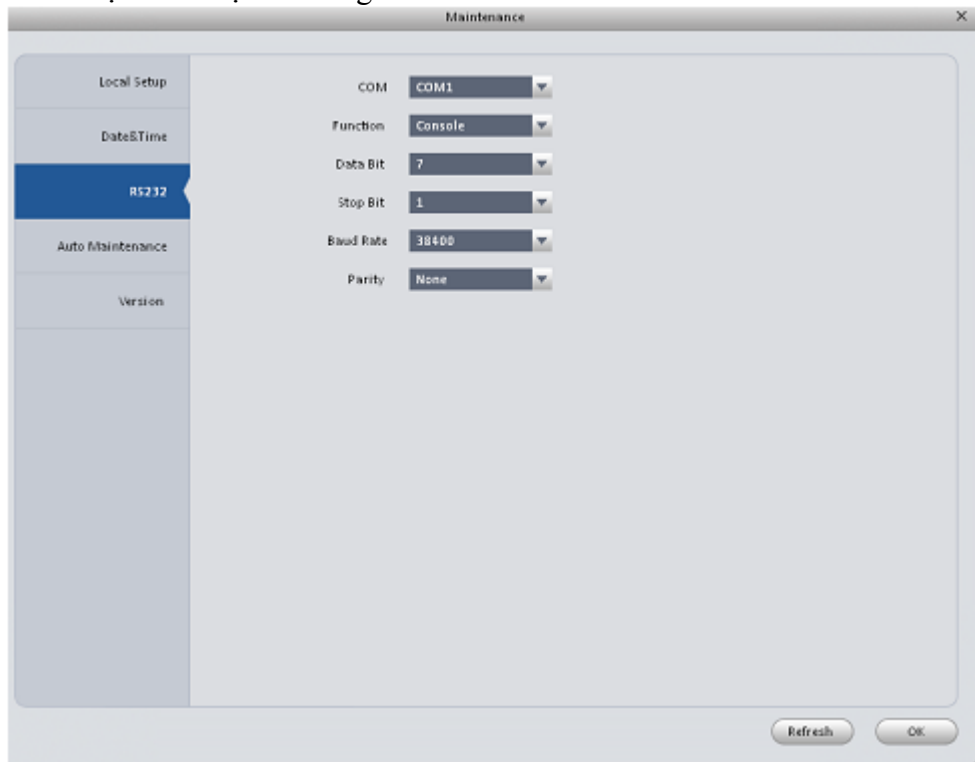 Maintenance
Local Setup
Date&Time
RS232
Auto Maintenance
Version
COM COM1
Function Console
Data Bit 7
Stop Bit 1
Baud Rate 38400
Parity None
Refresh OK